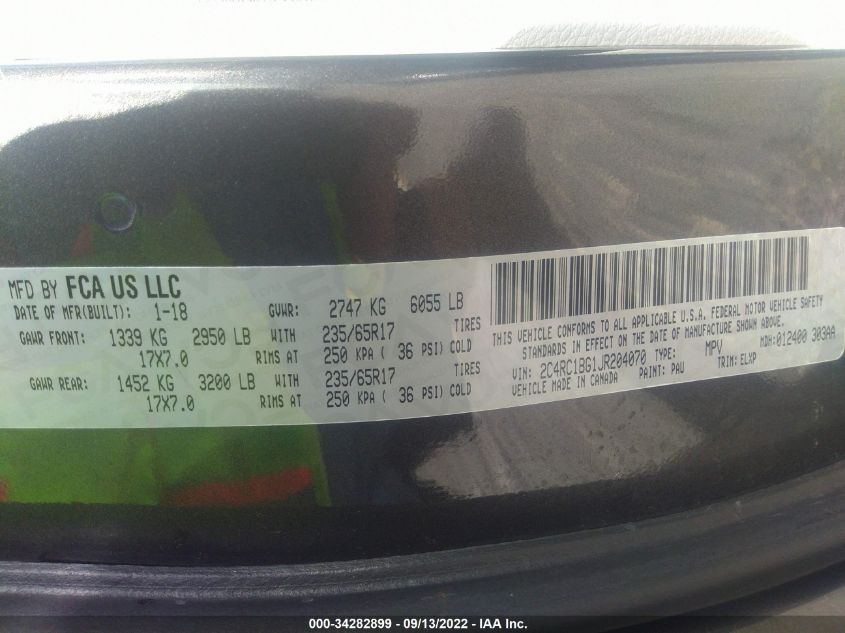 MFD BY FCA US LLC
DATE OF MFR(BUILT): 1-18 GVWR: 2747 KG 6055 LB
GAWR FRONT: 1339 KG 2950 LB WITH 235/65R17 TIRES
17X7.0 RIMS AT 250 KPA ( 36 PSI) COLD
GAWR REAR: 1452 KG 3200 LB WITH 235/65R17 TIRES
17X7.0 RIMS AT 250 KPA ( 36 PSI) COLD
THIS VEHICLE CONFORMS TO ALL APPLICABLE U.S.A. FEDERAL MOTOR VEHICLE SAFETY
STANDARDS IN EFFECT ON THE DATE OF MANUFACTURE SHOWN ABOVE.
MDH:012400 303AA
VIN: 2C4RC1BG1JR204070 TYPE: MPV
VEHICLE MADE IN CANADA PAINT: PAU TRIM: ELXP
000-34282899 - 09/13/2022 - IAA Inc.